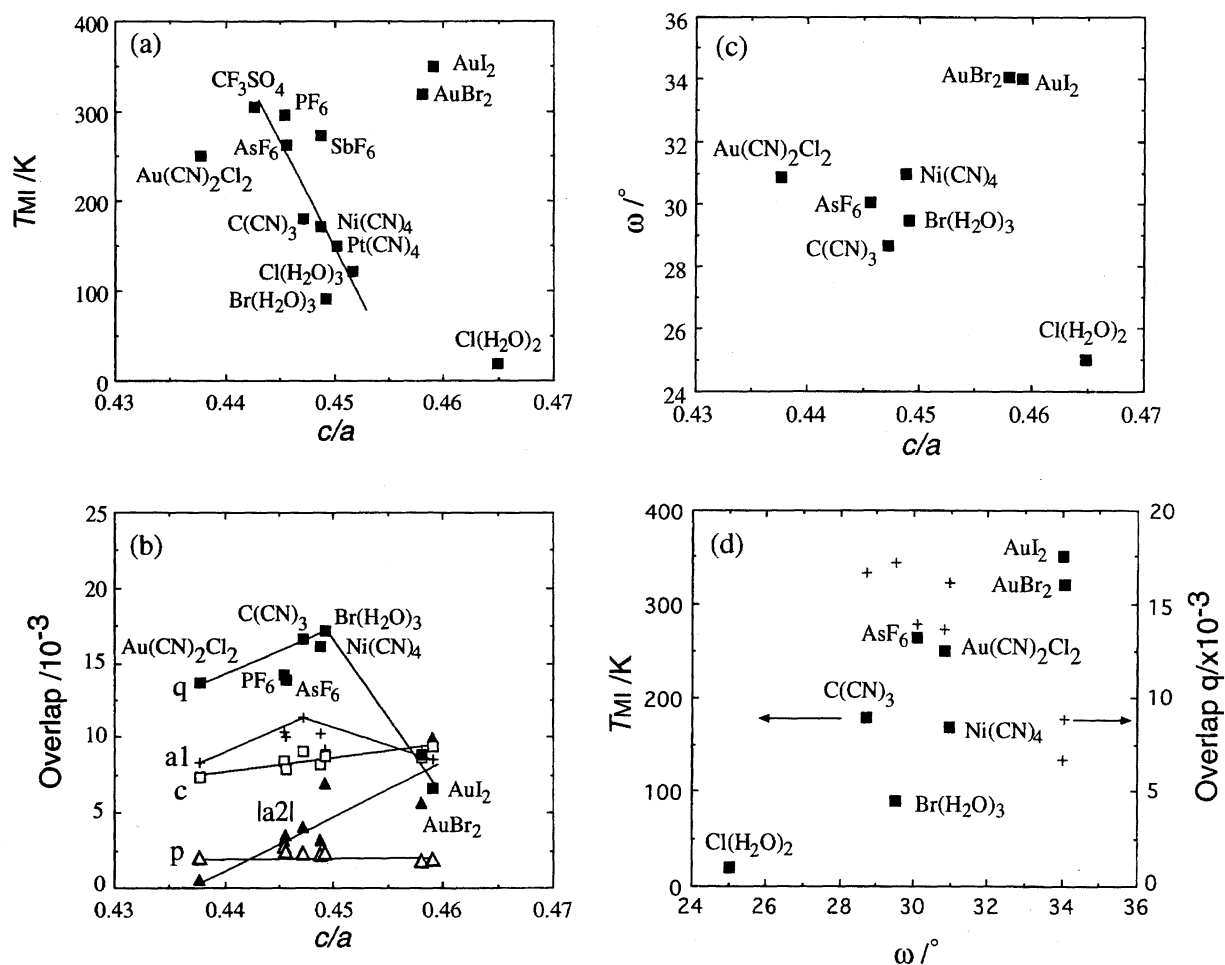 (a)
400
300
200
100
0
0.43
0.44
0.45
0.46
0.47
TMI/K
c/a
CF3SO4
PF6
AsF6
SbF6
Au(CN)2Cl2
C(CN)3
Ni(CN)4
Pt(CN)4
Cl(H2O)3
Br(H2O)3
AuI2
AuBr2
Cl(H2O)2
(c)
36
34
32
30
28
26
24
0.43
0.44
0.45
0.46
0.47
ω/°
c/a
AuBr2
AuI2
Au(CN)2Cl2
Ni(CN)4
AsF6
Br(H2O)3
C(CN)3
Cl(H2O)2
(b)
25
20
15
10
5
0
0.43
0.44
0.45
0.46
0.47
Overlap /10-3
c/a
C(CN)3
Br(H2O)3
Au(CN)2Cl2
Ni(CN)4
q
PF6
AsF6
a1
c
|a2|
AuI2
AuBr2
p
(d)
400
300
200
100
0
24
26
28
30
32
34
36
20
15
10
5
0
TMI/K
Overlap q/x10-3
ω/°
AuI2
AuBr2
AsF6
Au(CN)2Cl2
C(CN)3
Ni(CN)4
Br(H2O)3
Cl(H2O)2